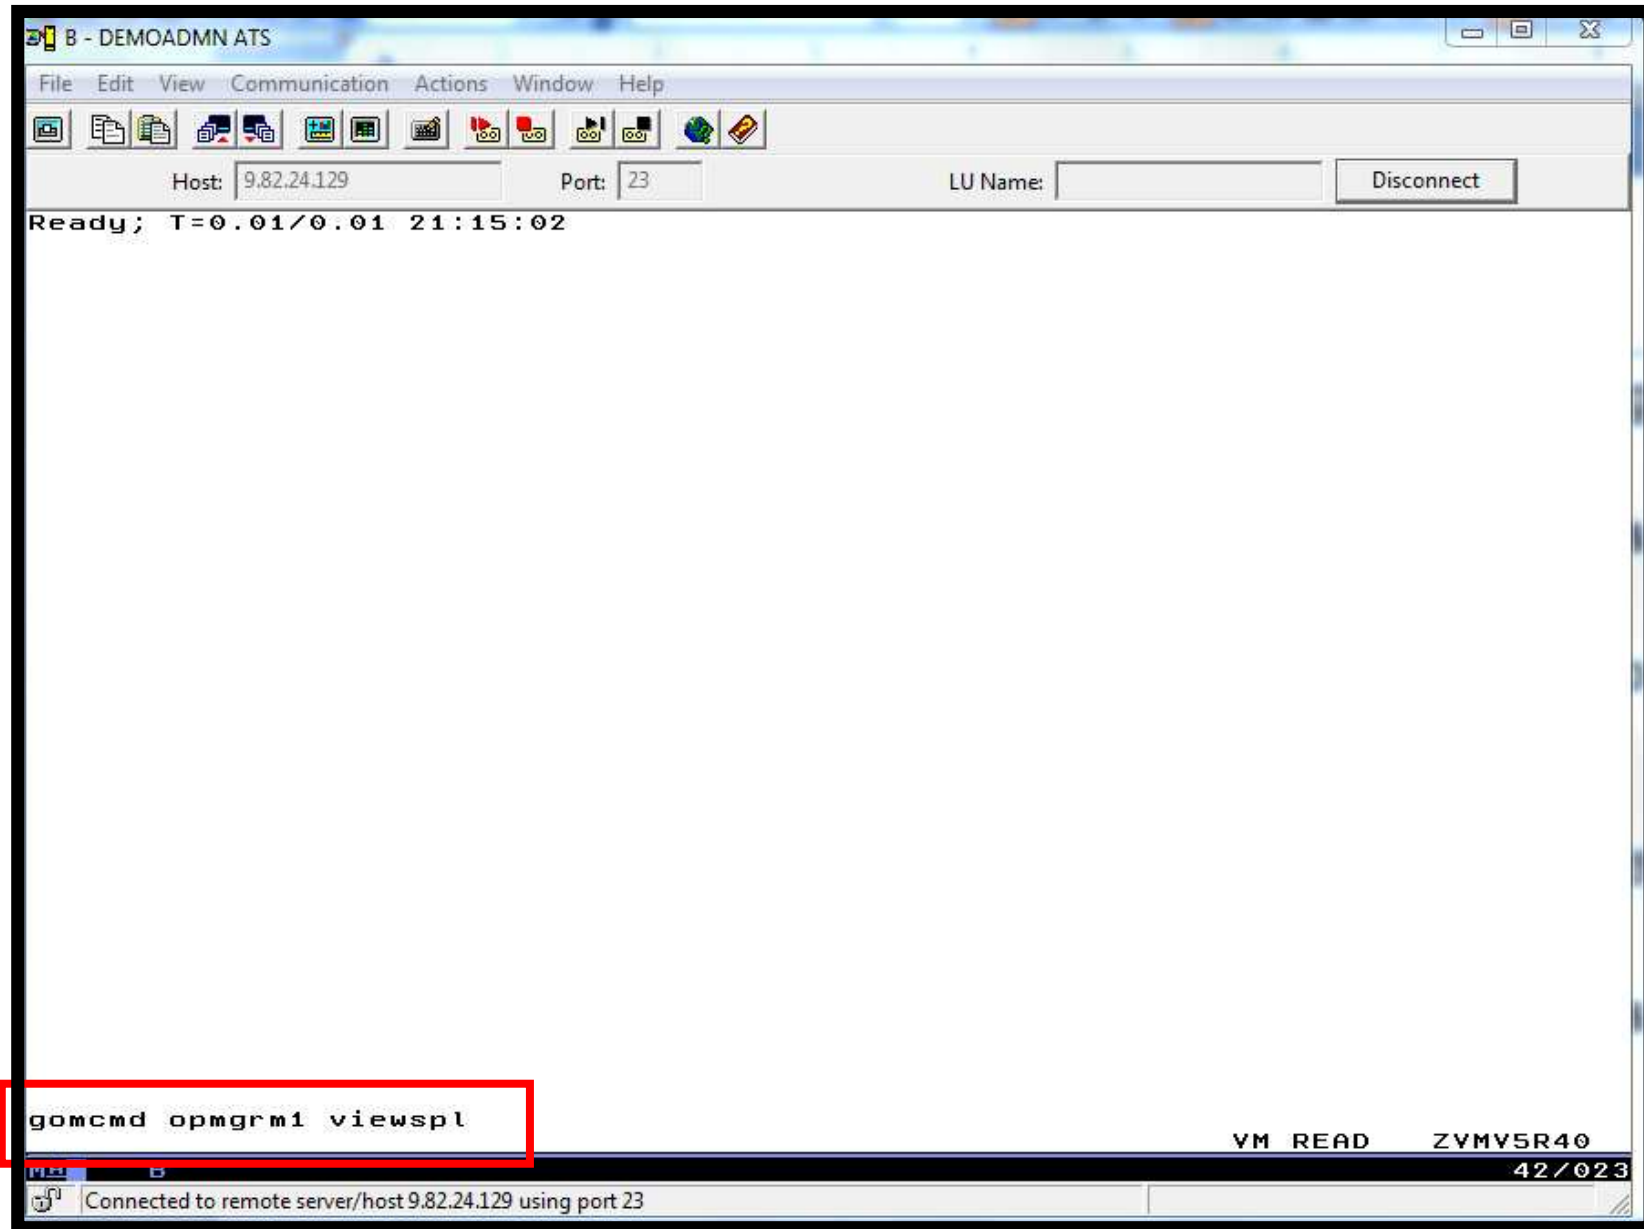 B - DEMOADMN ATS
File Edit View Communication Actions Window Help
Host: 9.82.24.129 Port: 23 LU Name: Disconnect
Ready; T=0.01/0.01 21:15:02
gomcmd opmgrm1 viewspl
VM READ ZVMV5R40
MA B 42/023
Connected to remote server/host 9.82.24.129 using port 23